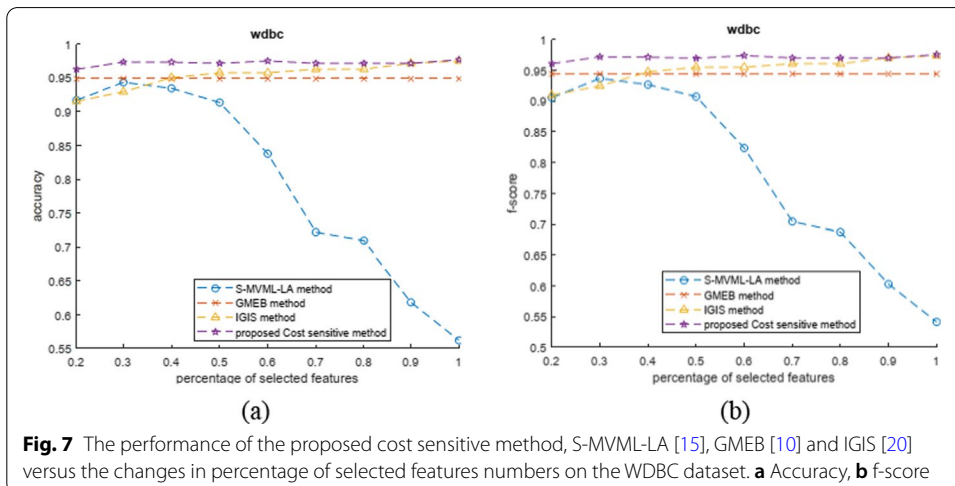 wdbc
1
0.95
0.9
0.85
0.8
0.75
0.7
0.65
0.6
0.55
accuracy
0.2 0.3 0.4 0.5 0.6 0.7 0.8 0.9 1
percentage of selected features
S-MVML-LA method
GMEB method
IGIS method
proposed Cost sensitive method
(a)
wdbc
1
0.95
0.9
0.85
0.8
0.75
0.7
0.65
0.6
0.55
0.5
f-score
0.2 0.3 0.4 0.5 0.6 0.7 0.8 0.9 1
percentage of selected features
S-MVML-LA method
GMEB method
IGIS method
proposed Cost sensitive method
(b)
Fig. 7 The performance of the proposed cost sensitive method, S-MVML-LA [15], GMEB [10] and IGIS [20]
versus the changes in percentage of selected features numbers on the WDBC dataset. a Accuracy, b f-score